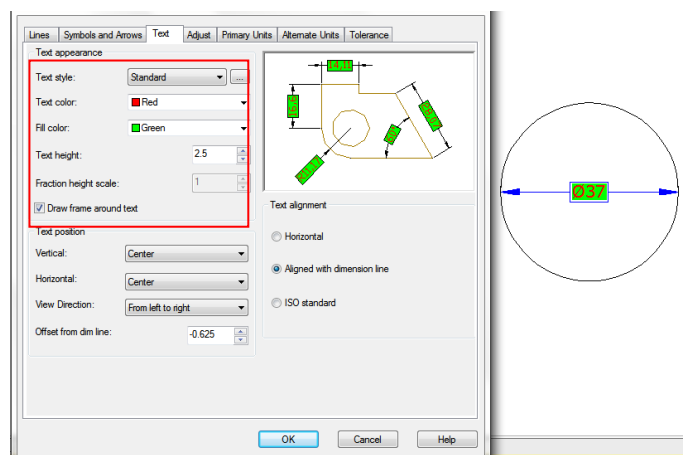 Lines Symbols and Arrows Text Adjust Primary Units Alternate Units Tolerance
Text appearance
Text style: Standard ...
Text color: Red
Fill color: Green
Text height: 2.5
Fraction height scale: 1
Draw frame around text
Text position
Vertical: Center
Horizontal: Center
View Direction: From left to right
Offset from dim line: -0.625
14,11
Text alignment
Horizontal
Aligned with dimension line
ISO standard
OK Cancel Help
Ø37